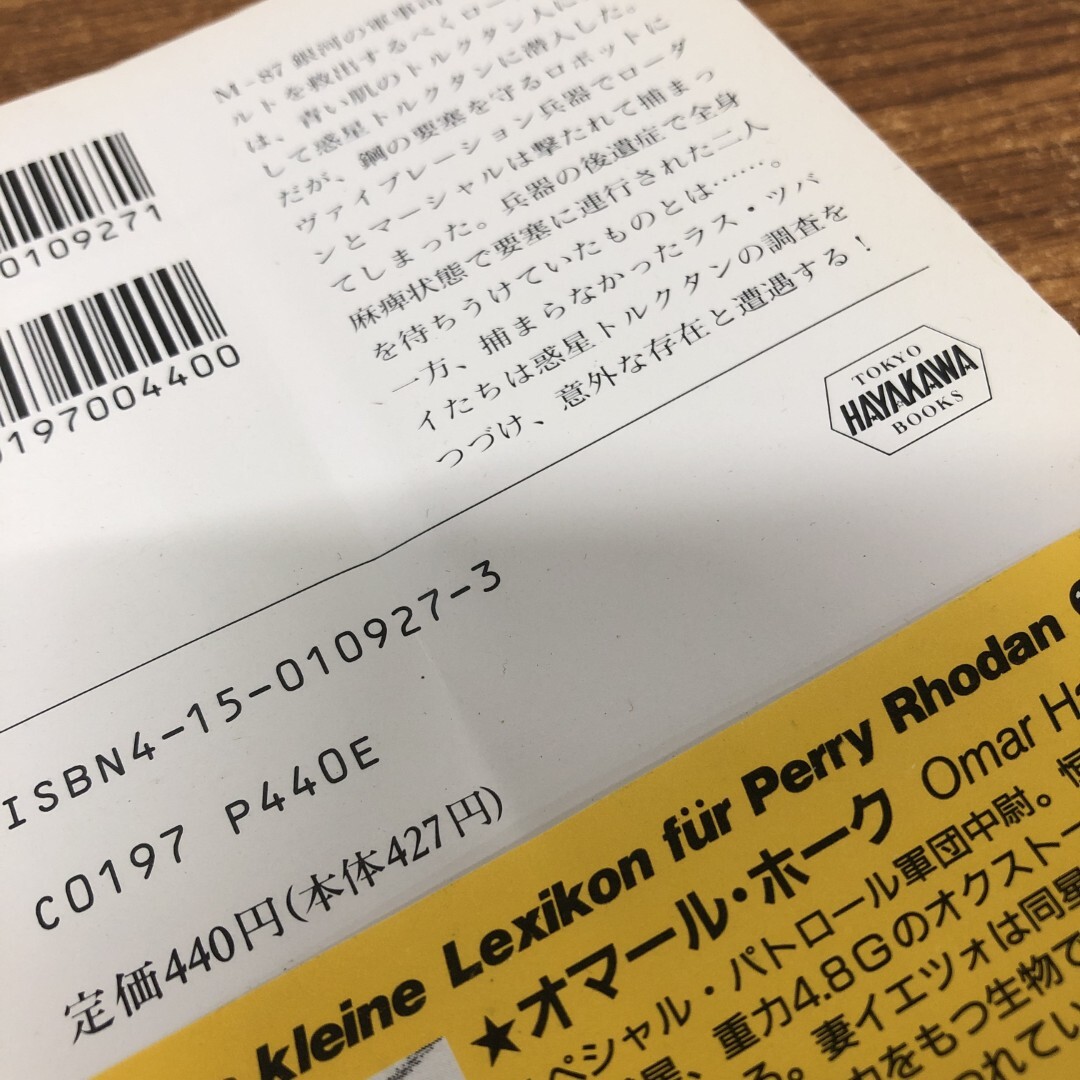 M-87銀河の軍事
ルトを救出するべくロー
は、青い肌のトルクタン人に
して惑星トルクタンに潜入した。
だが、鋼の要塞を守るロボットに
ヴァイブレーション兵器でローダ
ンとマーシャルは撃たれて捕まっ
てしまった。兵器の後遺症で全身
麻痺状態で要塞に連行された二人
を待ちうけていたものとは……。
一方、捕まらなかったラス・ツバ
イたちは惑星トルクタンの調査を
つづけ、意外な存在と遭遇する！
0109271
0197004400
TOKYO
HAYAKAWA
BOOKS
ISBN4-15-010927-3
C0197 P440E
定価440円(本体427円)
kleine Lexikon für Perry Rhodan
★オマール・ホーク Omar Ha
ペシャル・パトロール軍団中尉。恒
星、重力4.8Gのオクストー
る。妻イエツォは同星
力をもつ生物で
れてい